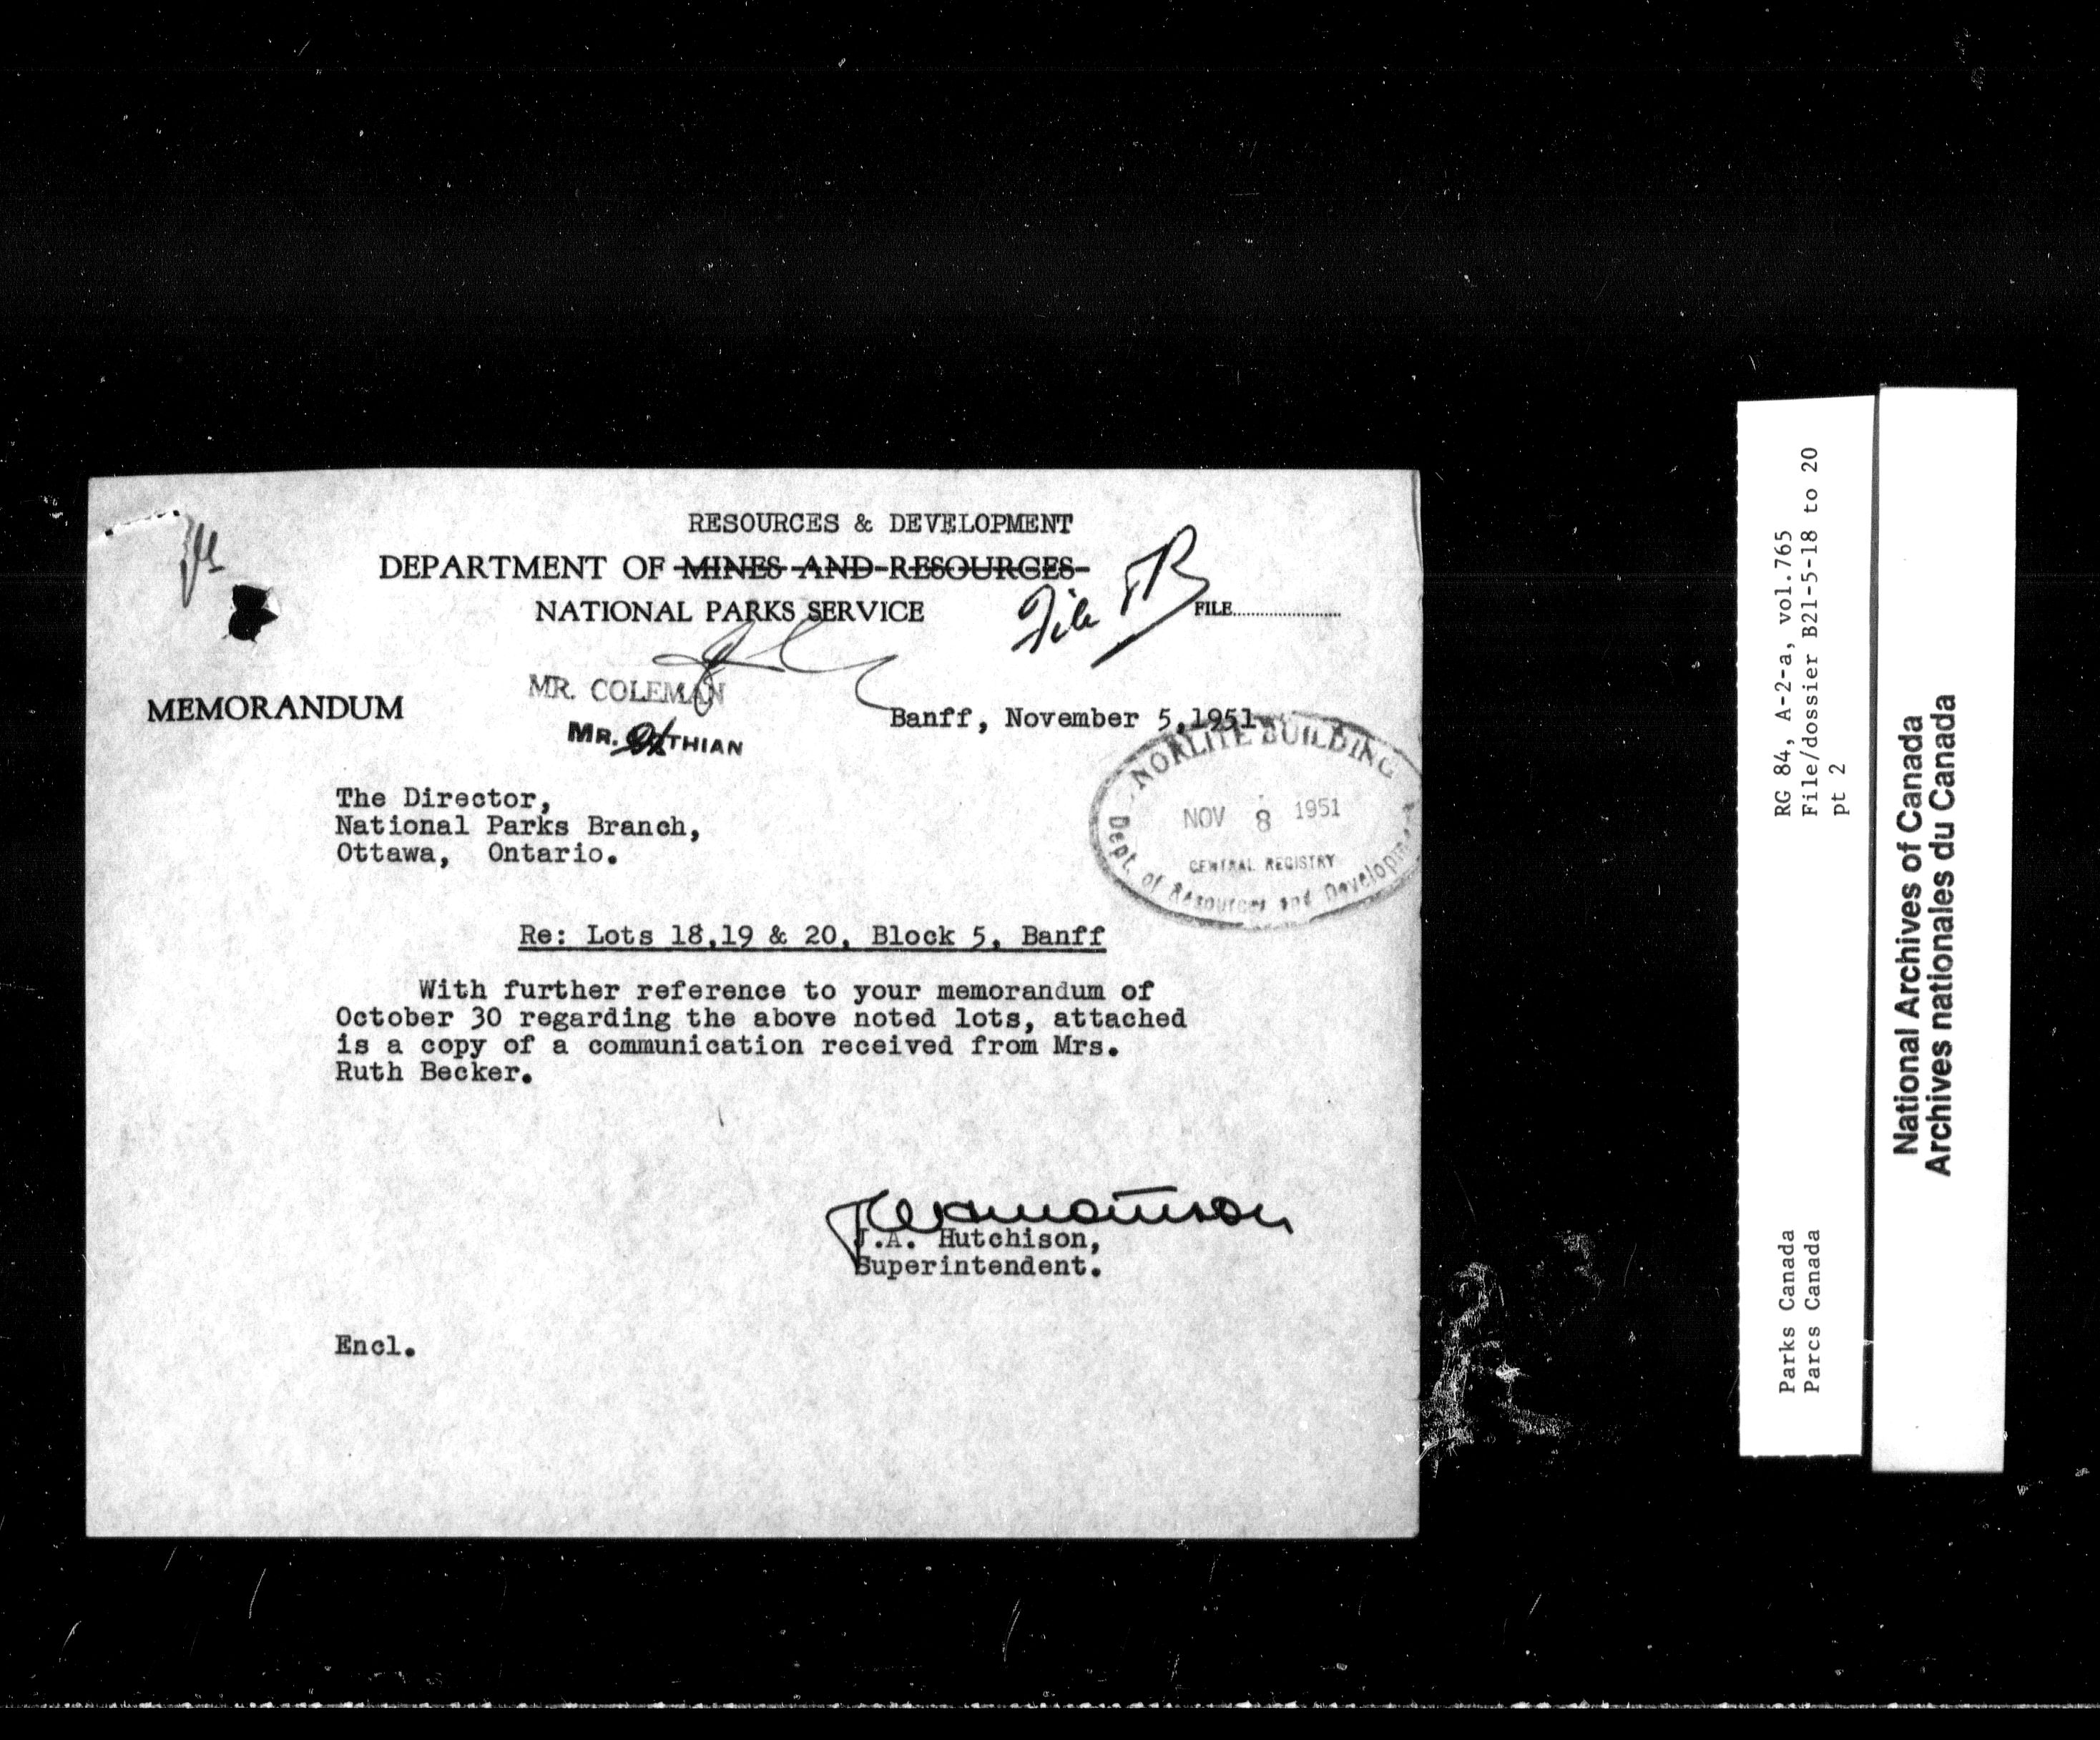 RESOURCES & DEVELOPMENT
DEPARTMENT OF MINES AND RESOURCES
NATIONAL PARKS SERVICE
File
FILE
MR. COLEMAN
MEMORANDUM
Banff, November 5,1951.
MR.
NORLITE BUILDING
NOV 8 1951
CENTRAL REGISTRY
Dept. of Resources and Developm
The Director,
National Parks Branch,
Ottawa, Ontario.
Re: Lots 18,19 & 20, Block 5, Banff
With further reference to your memorandum of
October 30 regarding the above noted lots, attached
is a copy of a communication received from Mrs.
Ruth Becker.
J.A. Hutchison,
Superintendent.
Encl.
RG 84, A-2-a, vol.765
File/dossier B21-5-18 to 20
pt 2
Parks Canada
Parcs Canada
National Archives of Canada
Archives nationales du Canada